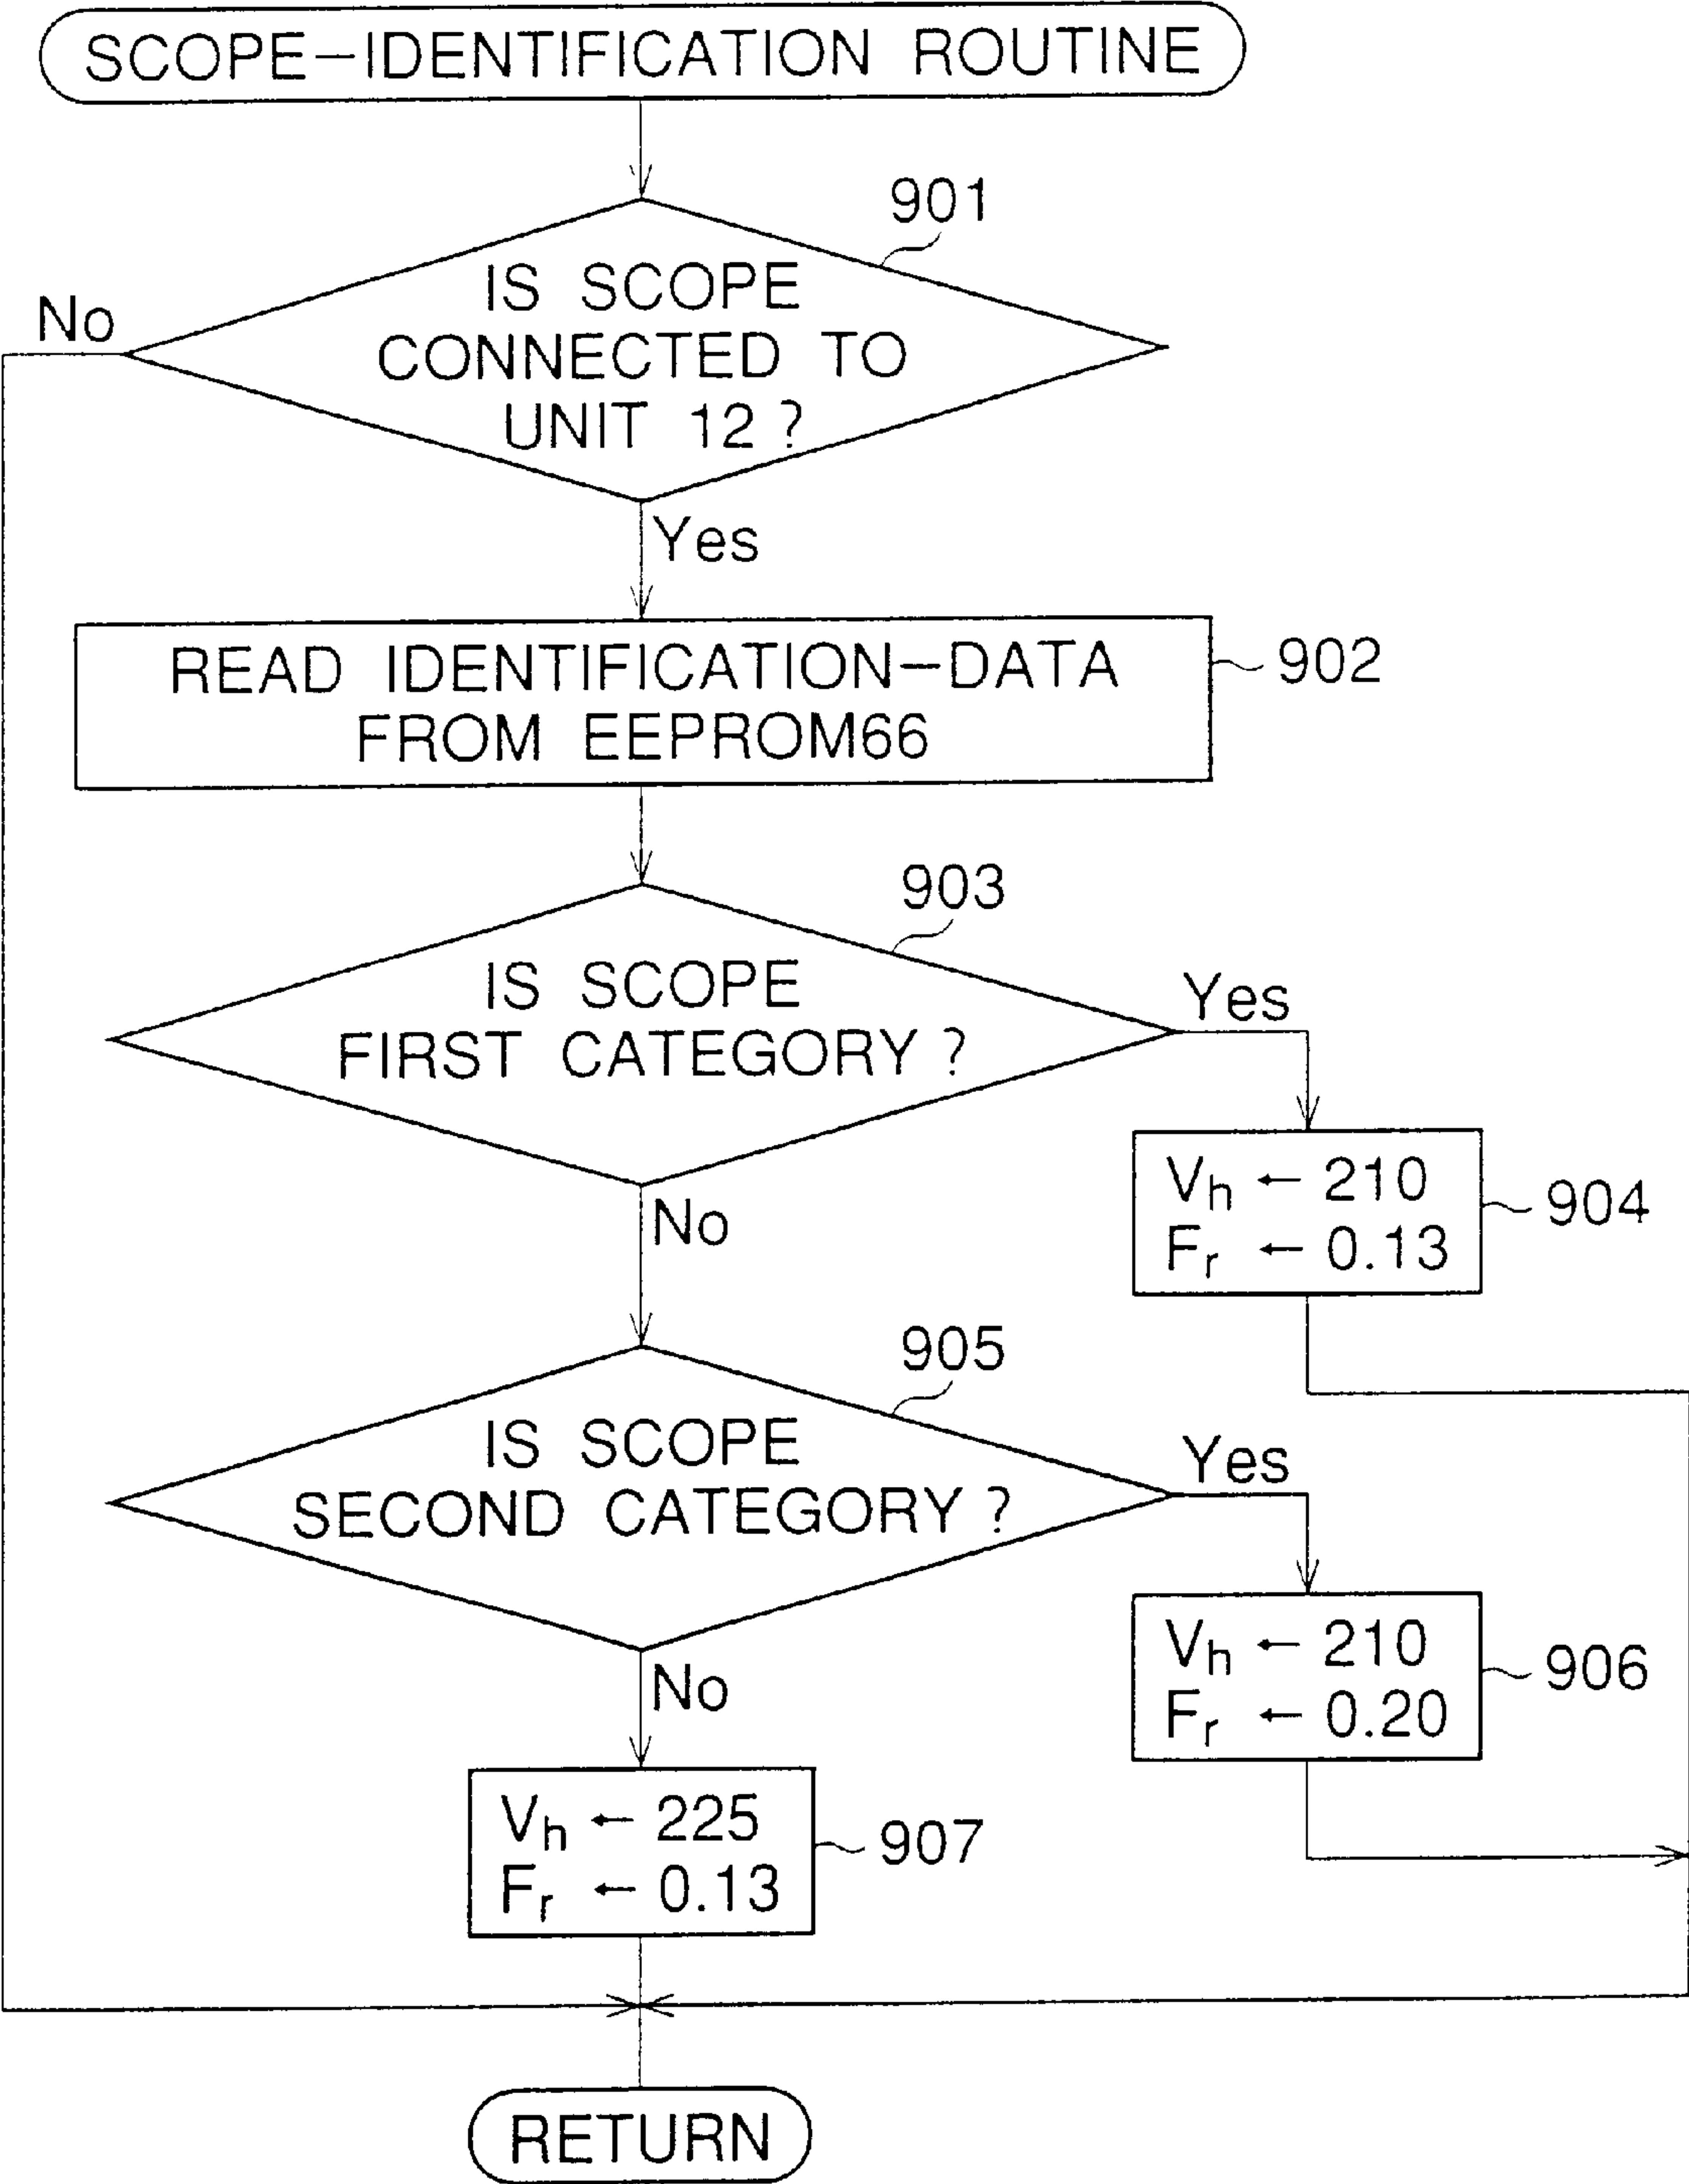 SCOPE-IDENTIFICATION ROUTINE
901
IS SCOPE
CONNECTED TO
UNIT 12 ?
No
Yes
READ IDENTIFICATION-DATA
FROM EEPROM66
902
903
IS SCOPE
FIRST CATEGORY ?
Yes
No
Vh ← 210
Fr ← 0.13
904
905
IS SCOPE
SECOND CATEGORY ?
Yes
No
Vh ← 210
Fr ← 0.20
906
Vh ← 225
Fr ← 0.13
907
RETURN